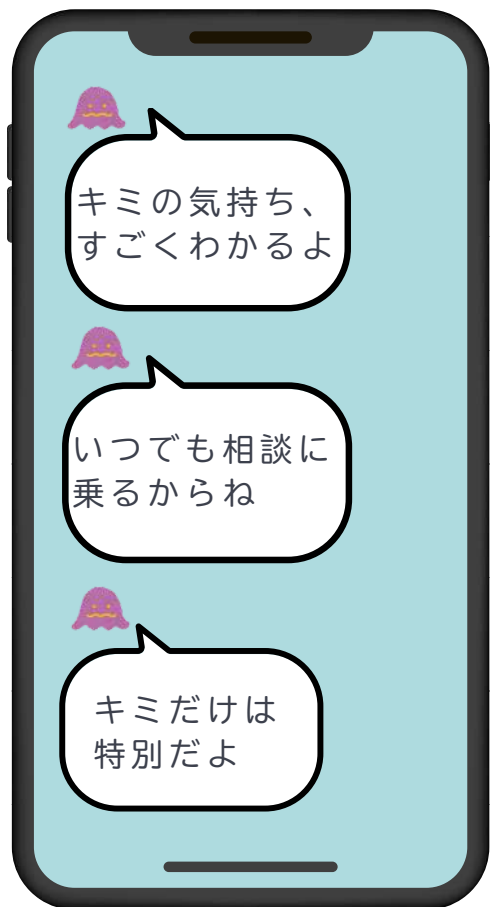 キミの気持ち、
すごくわかるよ
いつでも相談に
乗るからね
キミだけは
特別だよ